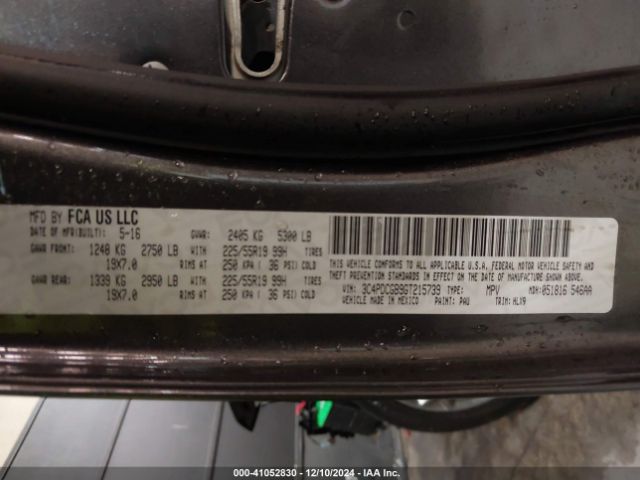 MFD BY FCA US LLC
DATE OF MFR(BUILT): 5-16 GVWR: 2405 KG 5300 LB
GAWR FRONT: 1248 KG 2750 LB WITH 225/55R19 99H TIRES
19X7.0 RIMS AT 250 KPA ( 36 PSI) COLD
GAWR REAR: 1339 KG 2950 LB WITH 225/55R19 99H TIRES
19X7.0 RIMS AT 250 KPA ( 36 PSI) COLD
THIS VEHICLE CONFORMS TO ALL APPLICABLE U.S.A. FEDERAL MOTOR VEHICLE SAFETY AND
THEFT PREVENTION STANDARDS IN EFFECT ON THE DATE OF MANUFACTURE SHOWN ABOVE.
VIN: 3C4PDCGB9GT215739 TYPE: MPV MDH: 051816 546AA
VEHICLE MADE IN MEXICO PAINT: PAU TRIM: HLV9
000-41052830 - 12/10/2024 - IAA Inc.